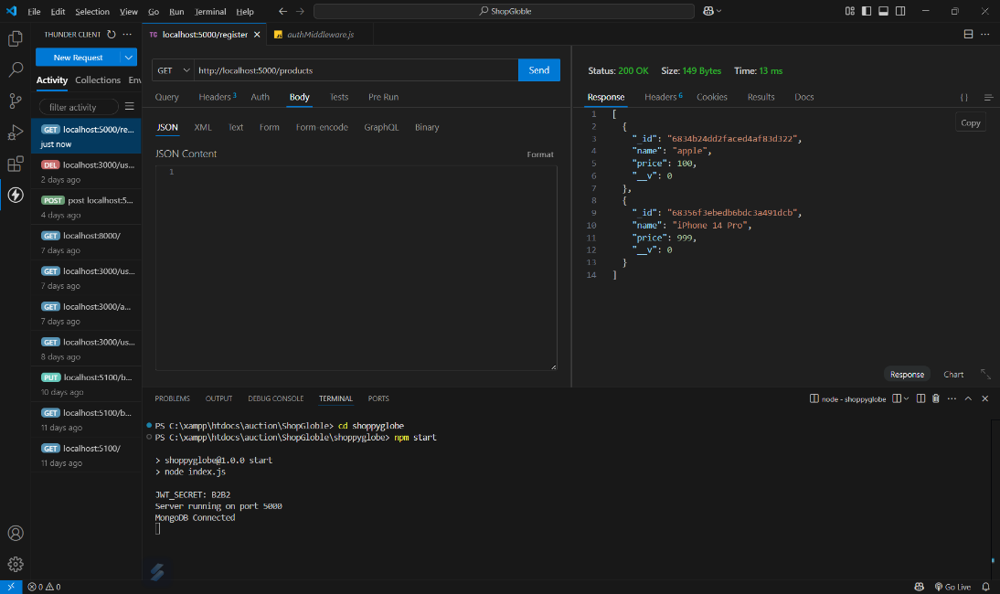 File Edit Selection View Go Run Terminal Help
ShopGloble
THUNDER CLIENT
New Request
Activity Collections Env
filter activity
GET localhost:5000/re...
just now
DEL localhost:3000/us...
2 days ago
POST post localhost:5...
4 days ago
GET localhost:8000/
7 days ago
GET localhost:3000/us...
7 days ago
GET localhost:3000/a...
7 days ago
GET localhost:3000/us...
8 days ago
PUT localhost:5100/b...
10 days ago
GET localhost:5100/b...
11 days ago
GET localhost:5100/
11 days ago
TC localhost:5000/register
JS authMiddleware.js
GET http://localhost:5000/products Send
Query Headers 3 Auth Body Tests Pre Run
JSON XML Text Form Form-encode GraphQL Binary
JSON Content Format
1
Status: 200 OK Size: 149 Bytes Time: 13 ms
Response Headers 6 Cookies Results Docs { }
Copy
1 [
2 {
3 "_id": "6834b24dd2faced4af83d322",
4 "name": "apple",
5 "price": 100,
6 "__v": 0
7 },
8 {
9 "_id": "68356f3ebedb6bdc3a491dcb",
10 "name": "iPhone 14 Pro",
11 "price": 999,
12 "__v": 0
13 }
14 ]
Response Chart
PROBLEMS OUTPUT DEBUG CONSOLE TERMINAL PORTS
node - shoppyglobe
PS C:\xampp\htdocs\auction\ShopGloble> cd shoppyglobe
PS C:\xampp\htdocs\auction\ShopGloble\shoppyglobe> npm start
> shoppyglobe@1.0.0 start
> node index.js
JWT_SECRET: B2B2
Server running on port 5000
MongoDB Connected
0 0
Go Live